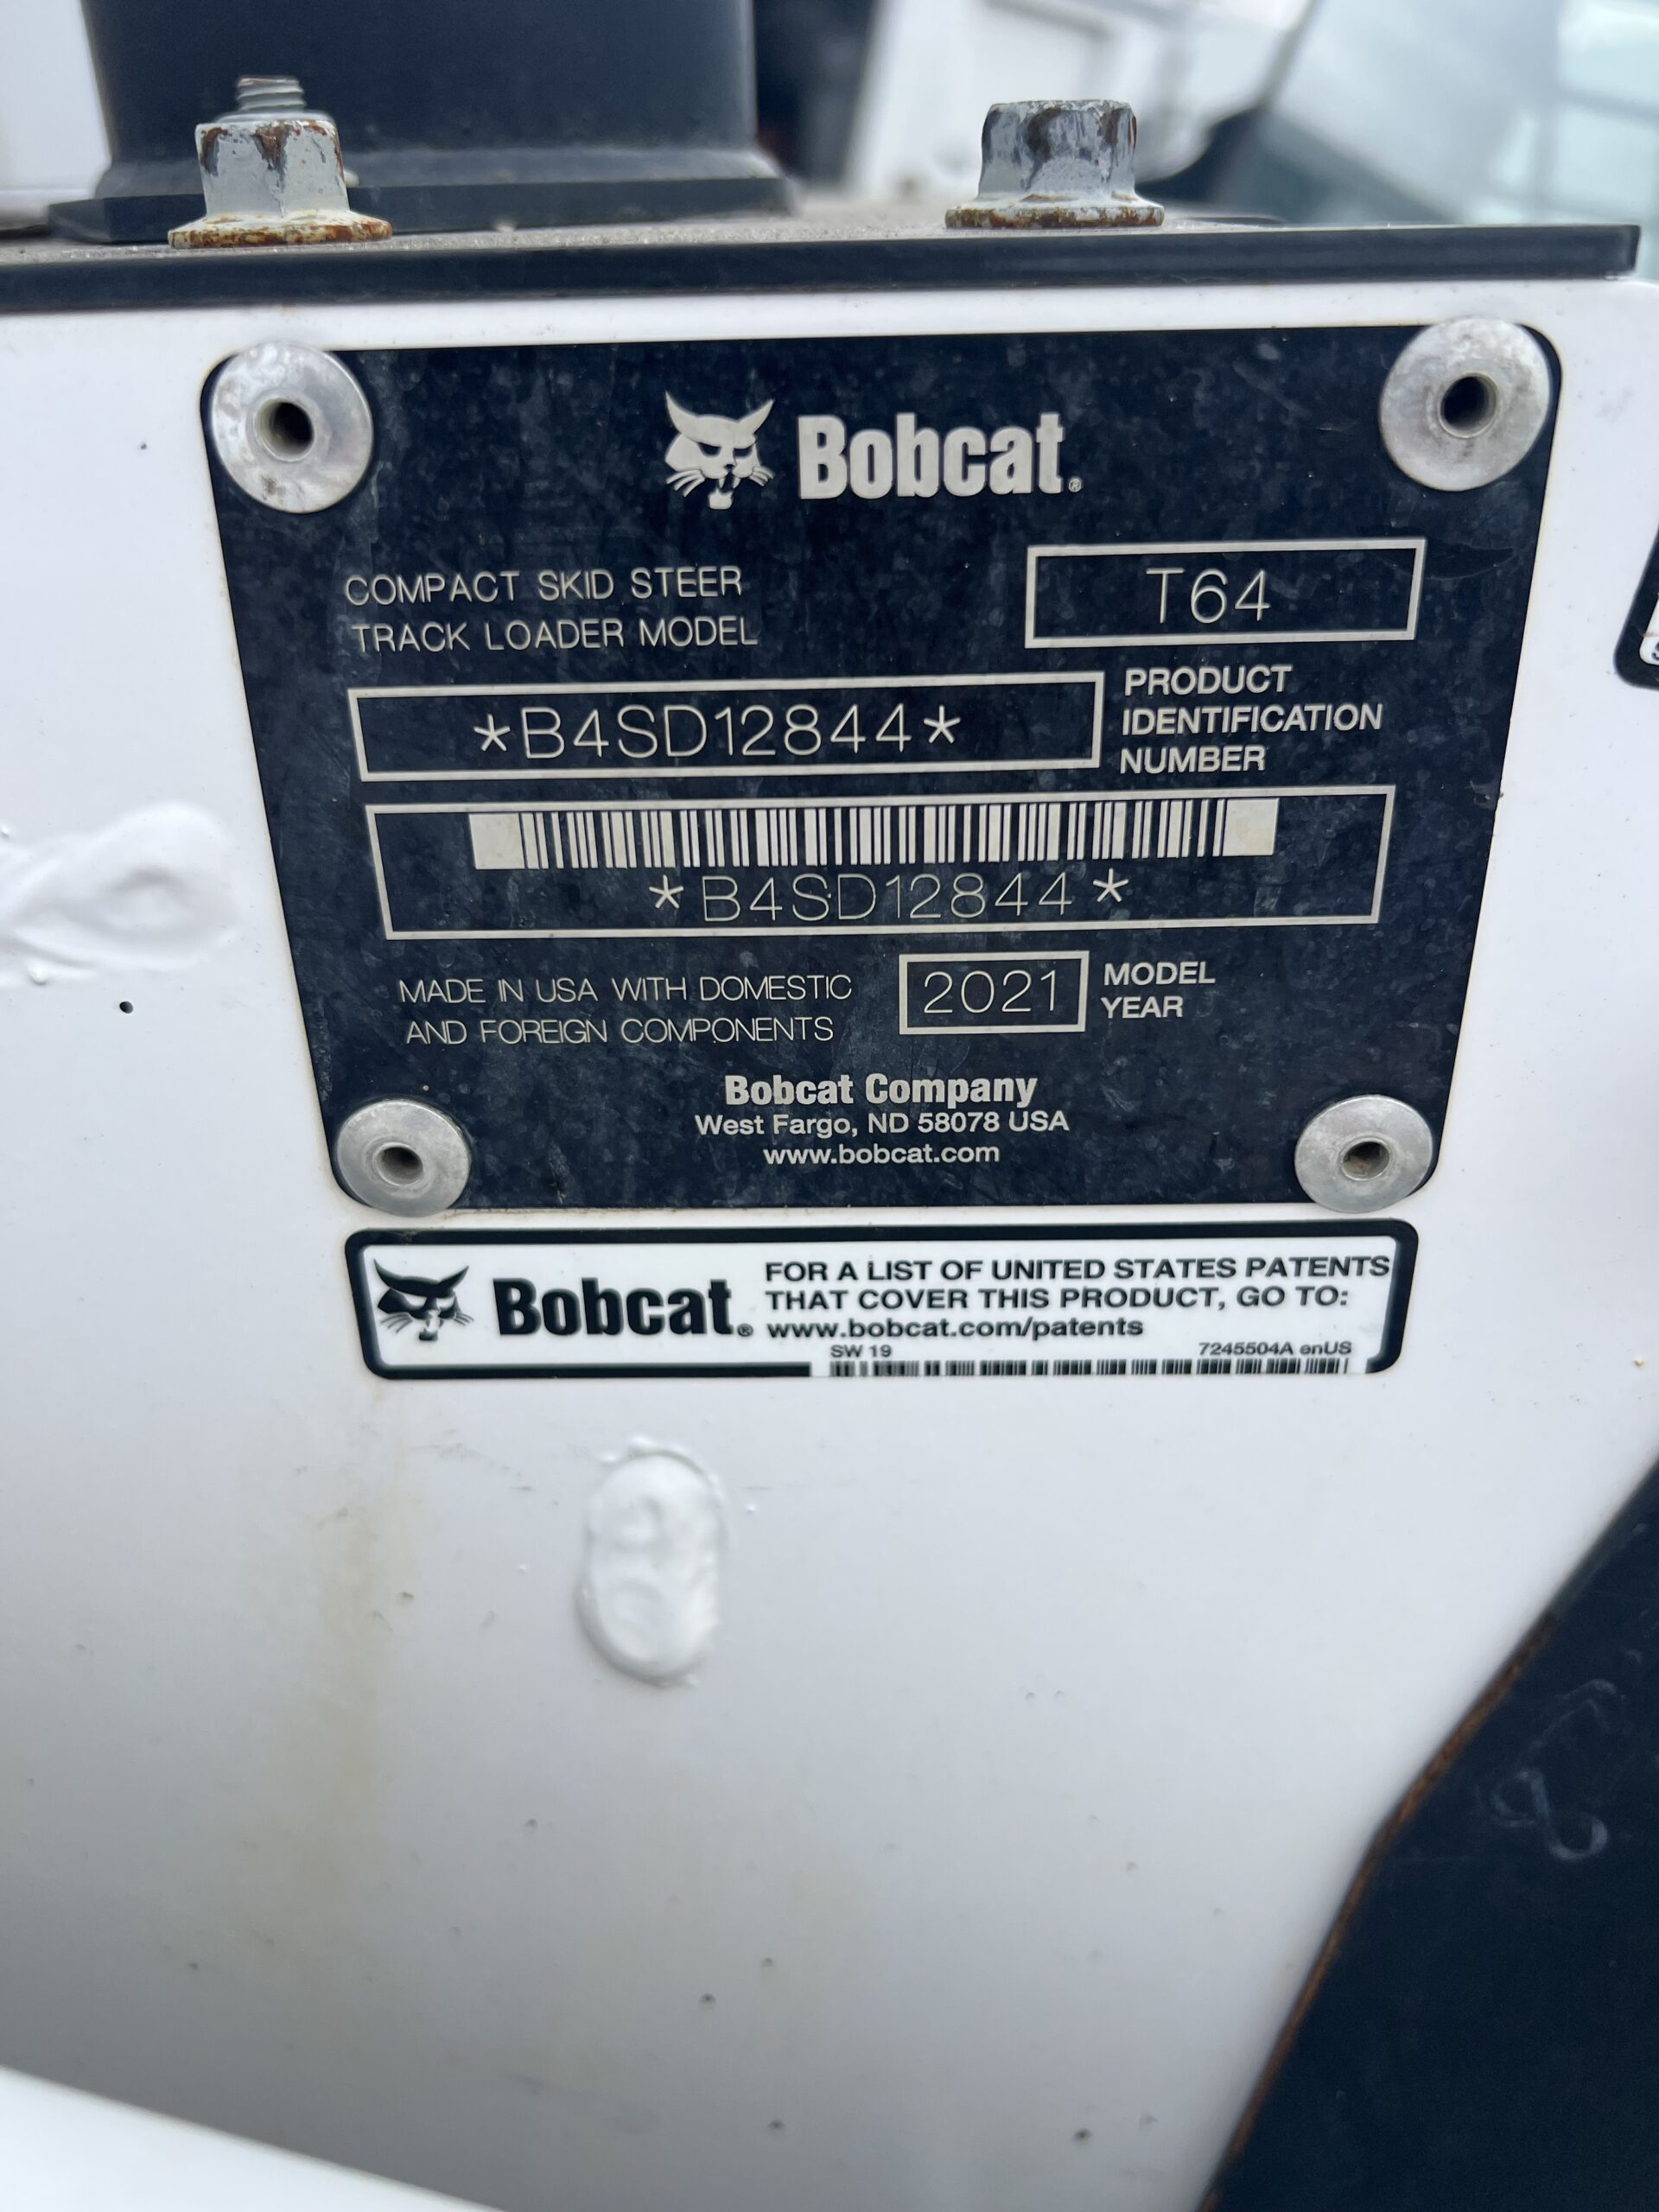 Bobcat®
COMPACT SKID STEER
TRACK LOADER MODEL
T64
*B4SD12844*
PRODUCT
IDENTIFICATION
NUMBER
*B4SD12844*
MADE IN USA WITH DOMESTIC
AND FOREIGN COMPONENTS
2021
MODEL
YEAR
Bobcat Company
West Fargo, ND 58078 USA
www.bobcat.com
Bobcat®
FOR A LIST OF UNITED STATES PATENTS
THAT COVER THIS PRODUCT, GO TO:
www.bobcat.com/patents
SW 19
7245504A enUS